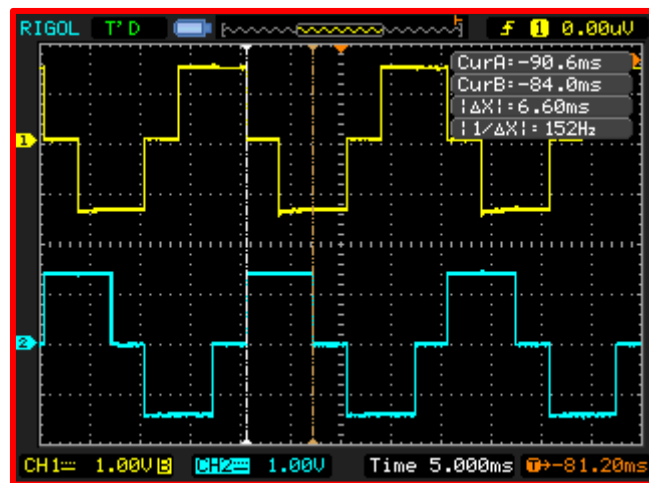 RIGOL T'D f 1 0.00uV
CurA:-90.6ms
CurB:-84.0ms
|ΔX|:6.60ms
|1/ΔX|: 152Hz
1
2
CH1 1.00V B CH2 1.00V Time 5.000ms T→-81.20ms